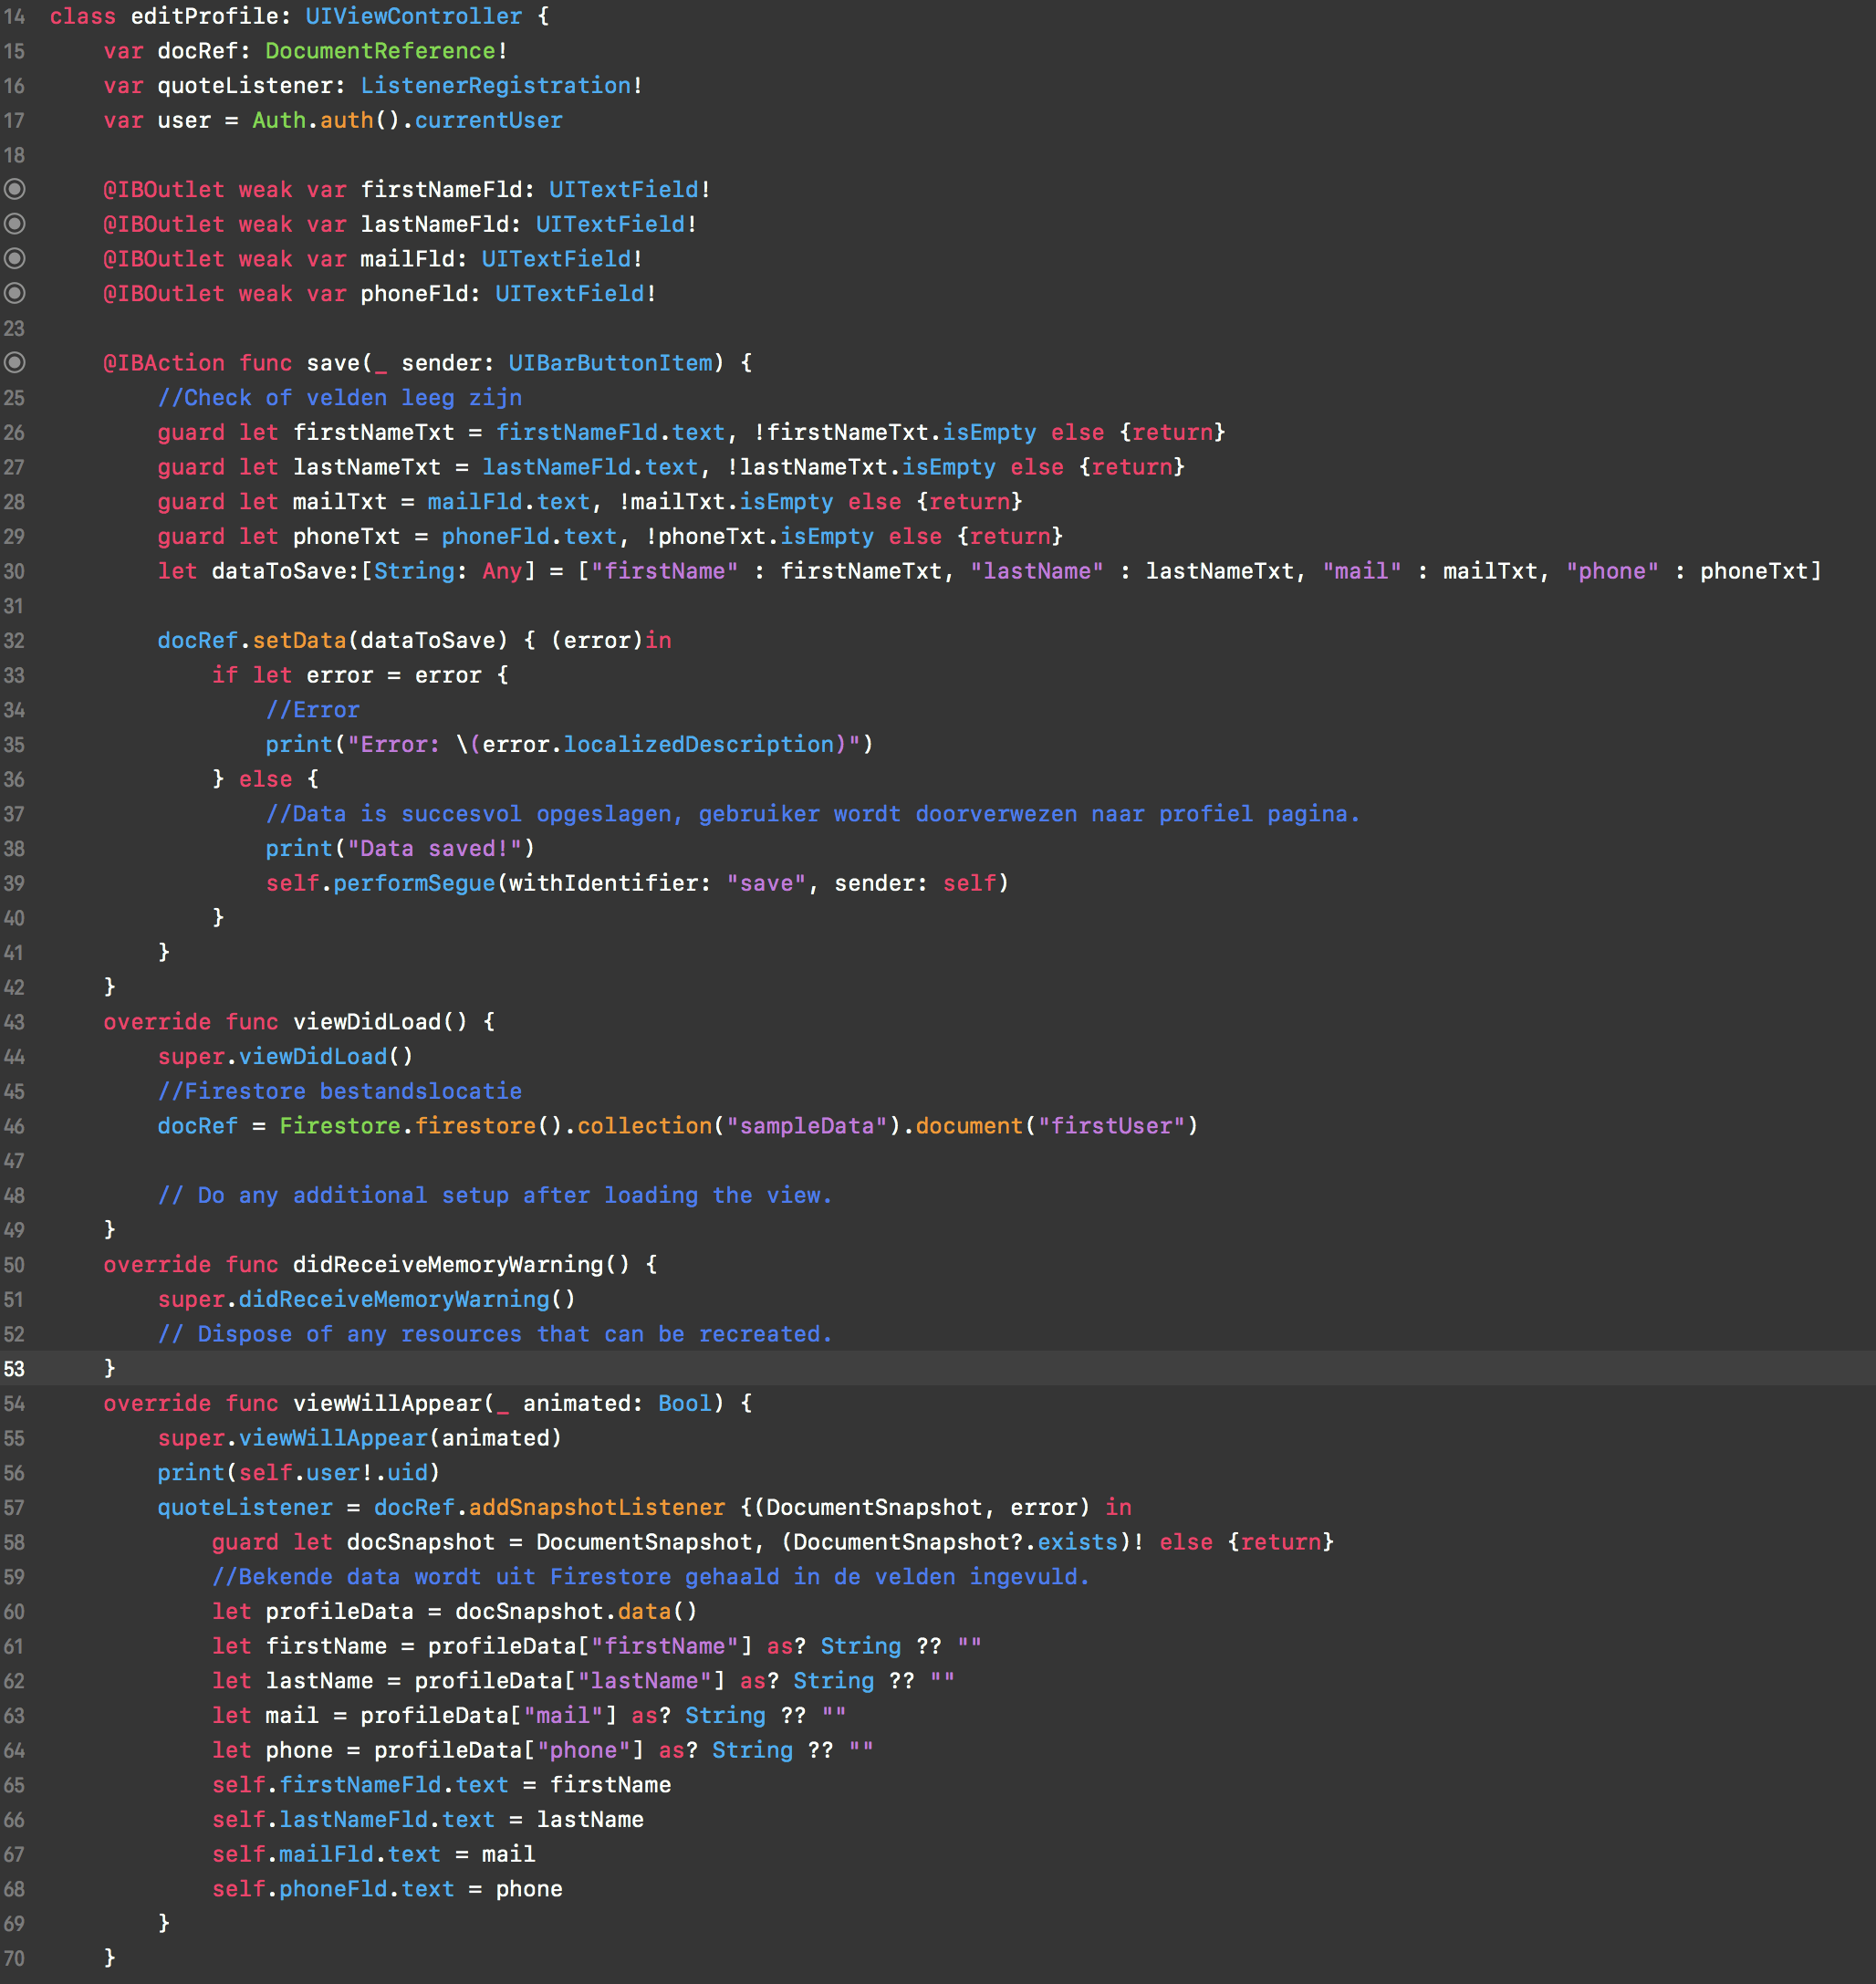 14 class editProfile: UIViewController {
15 var docRef: DocumentReference!
16 var quoteListener: ListenerRegistration!
17 var user = Auth.auth().currentUser
18
@IBOutlet weak var firstNameFld: UITextField!
@IBOutlet weak var lastNameFld: UITextField!
@IBOutlet weak var mailFld: UITextField!
@IBOutlet weak var phoneFld: UITextField!
23
@IBAction func save(_ sender: UIBarButtonItem) {
25 //Check of velden leeg zijn
26 guard let firstNameTxt = firstNameFld.text, !firstNameTxt.isEmpty else {return}
27 guard let lastNameTxt = lastNameFld.text, !lastNameTxt.isEmpty else {return}
28 guard let mailTxt = mailFld.text, !mailTxt.isEmpty else {return}
29 guard let phoneTxt = phoneFld.text, !phoneTxt.isEmpty else {return}
30 let dataToSave:[String: Any] = ["firstName" : firstNameTxt, "lastName" : lastNameTxt, "mail" : mailTxt, "phone" : phoneTxt]
31
32 docRef.setData(dataToSave) { (error)in
33 if let error = error {
34 //Error
35 print("Error: \(error.localizedDescription)")
36 } else {
37 //Data is succesvol opgeslagen, gebruiker wordt doorverwezen naar profiel pagina.
38 print("Data saved!")
39 self.performSegue(withIdentifier: "save", sender: self)
40 }
41 }
42 }
43 override func viewDidLoad() {
44 super.viewDidLoad()
45 //Firestore bestandslocatie
46 docRef = Firestore.firestore().collection("sampleData").document("firstUser")
47
48 // Do any additional setup after loading the view.
49 }
50 override func didReceiveMemoryWarning() {
51 super.didReceiveMemoryWarning()
52 // Dispose of any resources that can be recreated.
53 }
54 override func viewWillAppear(_ animated: Bool) {
55 super.viewWillAppear(animated)
56 print(self.user!.uid)
57 quoteListener = docRef.addSnapshotListener {(DocumentSnapshot, error) in
58 guard let docSnapshot = DocumentSnapshot, (DocumentSnapshot?.exists)! else {return}
59 //Bekende data wordt uit Firestore gehaald in de velden ingevuld.
60 let profileData = docSnapshot.data()
61 let firstName = profileData["firstName"] as? String ?? ""
62 let lastName = profileData["lastName"] as? String ?? ""
63 let mail = profileData["mail"] as? String ?? ""
64 let phone = profileData["phone"] as? String ?? ""
65 self.firstNameFld.text = firstName
66 self.lastNameFld.text = lastName
67 self.mailFld.text = mail
68 self.phoneFld.text = phone
69 }
70 }